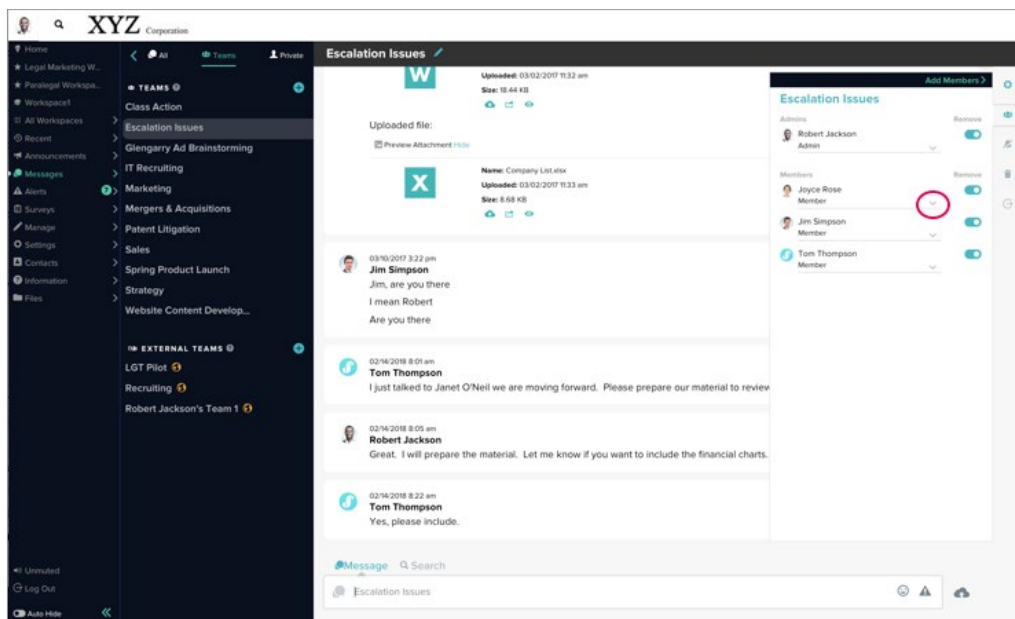 XYZ Corporation
Home
Legal Marketing W...
Paralegal Workspa...
Workspace1
All Workspaces
Recent
Announcements
Messages
Alerts
7
Surveys
Manage
Settings
Contacts
Information
Files
Unmuted
Log Out
Auto Hide
All
Teams
Private
TEAMS
Class Action
Escalation Issues
Glengarry Ad Brainstorming
IT Recruiting
Marketing
Mergers & Acquisitions
Patent Litigation
Sales
Spring Product Launch
Strategy
Website Content Develop...
EXTERNAL TEAMS
LGT Pilot
Recruiting
Robert Jackson's Team 1
Escalation Issues
W
Uploaded: 03/02/2017 11:32 am
Size: 18.44 KB
Uploaded file:
Preview Attachment Hide
X
Name: Company List.xlsx
Uploaded: 03/02/2017 11:33 am
Size: 8.68 KB
03/10/2017 3:22 pm
Jim Simpson
Jim, are you there
I mean Robert
Are you there
02/14/2018 8:01 am
Tom Thompson
I just talked to Janet O'Neil we are moving forward. Please prepare our material to review
02/14/2018 8:05 am
Robert Jackson
Great. I will prepare the material. Let me know if you want to include the financial charts.
02/14/2018 8:22 am
Tom Thompson
Yes, please include.
Message
Search
Escalation Issues
Add Members
Escalation Issues
Admins Remove
Robert Jackson
Admin
Members Remove
Joyce Rose
Member
Jim Simpson
Member
Tom Thompson
Member